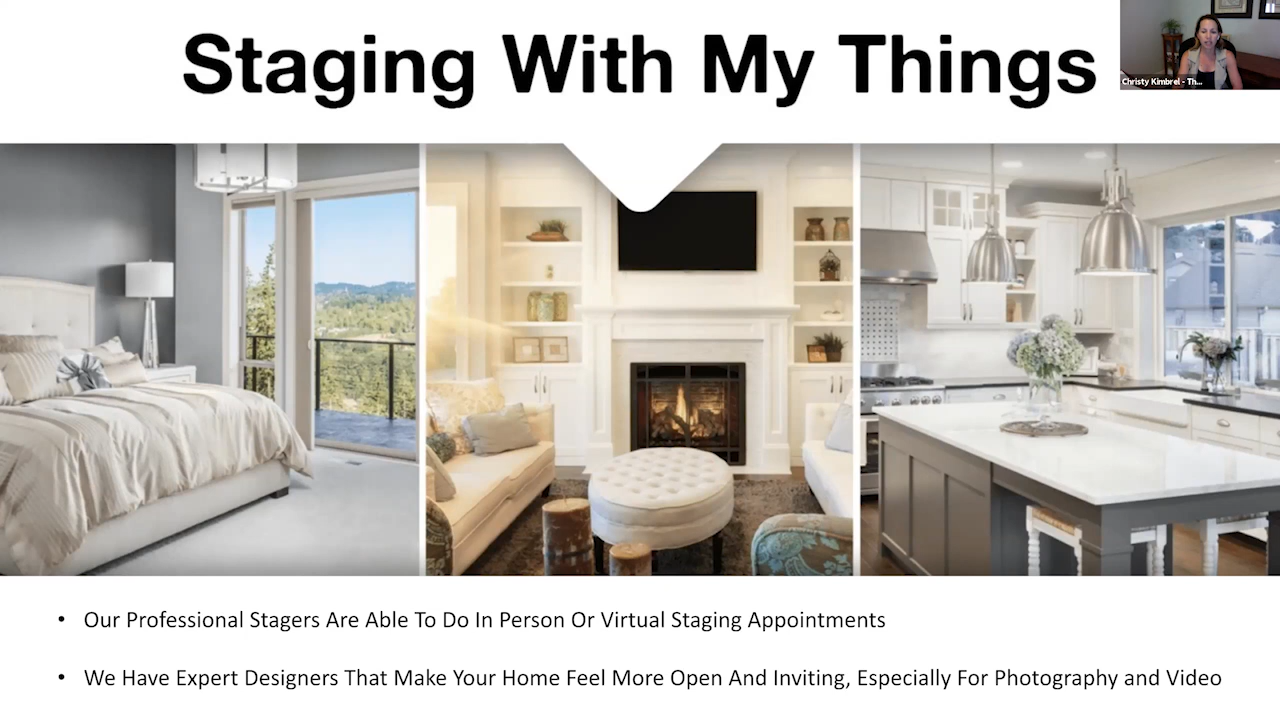 Staging With My Things
Christy Kimbrel - Th...
• Our Professional Stagers Are Able To Do In Person Or Virtual Staging Appointments
• We Have Expert Designers That Make Your Home Feel More Open And Inviting, Especially For Photography and Video